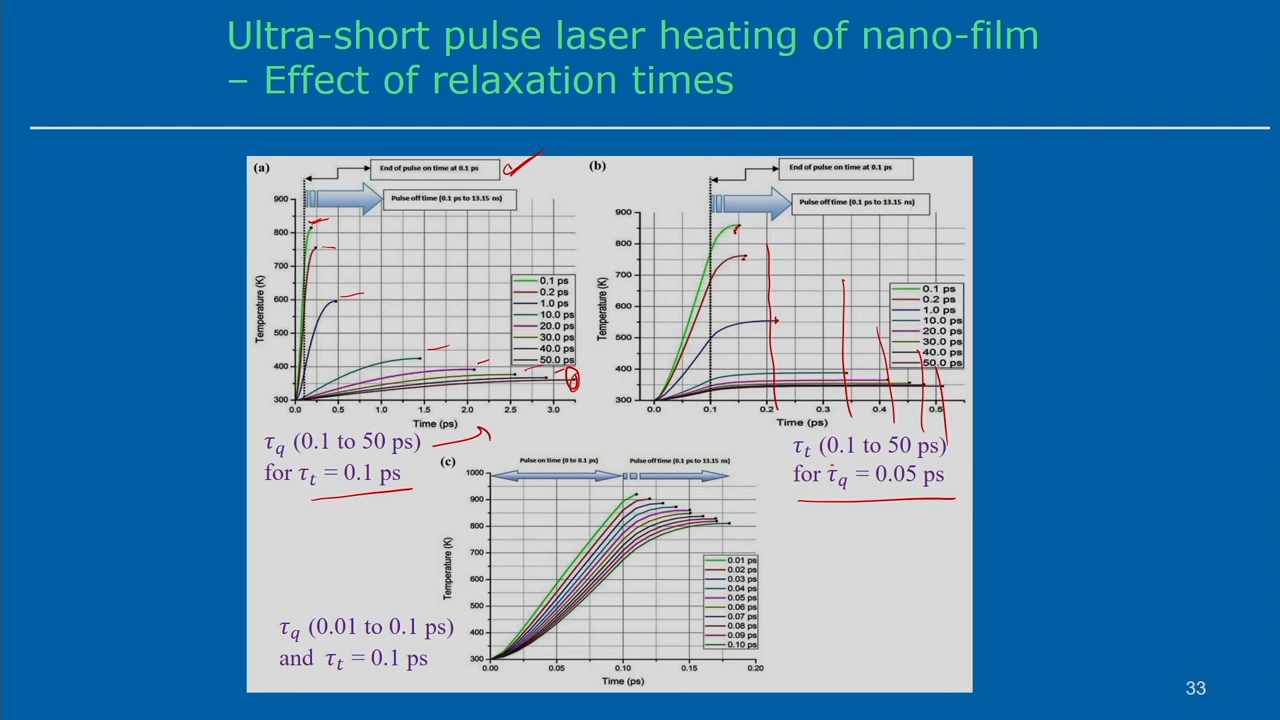 Ultra-short pulse laser heating of nano-film
– Effect of relaxation times
(a)
End of pulse on time at 0.1 ps
Pulse off time (0.1 ps to 13.15 ns)
900
800
700
600
500
400
300
Temperature (K)
0.0 0.5 1.0 1.5 2.0 2.5 3.0
Time (ps)
0.1 ps
0.2 ps
1.0 ps
10.0 ps
20.0 ps
30.0 ps
40.0 ps
50.0 ps
(b)
End of pulse on time at 0.1 ps
Pulse off time (0.1 ps to 13.15 ns)
900
800
700
600
500
400
300
Temperature (K)
0.0 0.1 0.2 0.3 0.4 0.5
Time (ps)
0.1 ps
0.2 ps
1.0 ps
10.0 ps
20.0 ps
30.0 ps
40.0 ps
50.0 ps
τq (0.1 to 50 ps)
for τt = 0.1 ps
τt (0.1 to 50 ps)
for τq = 0.05 ps
(c)
Pulse on time (0 to 0.1 ps)
Pulse off time (0.1 ps to 13.15 ns)
1000
900
800
700
600
500
400
300
Temperature (K)
0.00 0.05 0.10 0.15 0.20
Time (ps)
0.01 ps
0.02 ps
0.03 ps
0.04 ps
0.05 ps
0.06 ps
0.07 ps
0.08 ps
0.09 ps
0.10 ps
τq (0.01 to 0.1 ps)
and τt = 0.1 ps
33